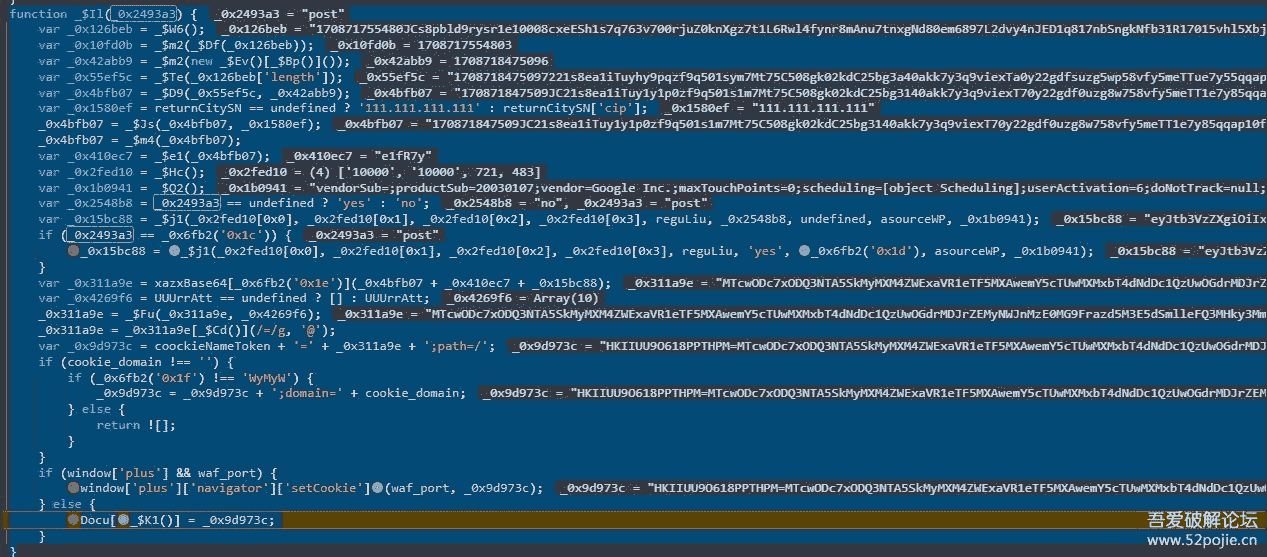 function _$Il(_0x2493a3) {   _0x2493a3 = "post"
var _0x126beb = _$W6();   _0x126beb = "170871755480JCs8pbld9rysr1e10008cxeESh1s7q763v700rjuZ0knXgz7t1L6Rwl4fynr8mAnu7tnxgNd80em6897L2dvy4nJED1q817nbSngkNfb31R17015vhl5Xbj
var _0x10fd0b = _$m2(_$Df(_0x126beb));   _0x10fd0b = 1708717554803
var _0x42abb9 = _$m2(new _$Ev()[_$Bp()]());   _0x42abb9 = 1708718475096
var _0x55ef5c = _$Te(_0x126beb['length']);   _0x55ef5c = "1708718475097221s8ea1iTuyhy9pqzf9q501sym7Mt75C508gk02kdC25bg3a40akk7y3q9viexTa0y22gdfsuzg5wp58vfy5meTTue7y55qqap
var _0x4bfb07 = _$D9(_0x55ef5c, _0x42abb9);   _0x4bfb07 = "170871847509JC21s8ea1iTuy1y1p0zf9q501s1m7Mt75C508gk02kdC25bg3140akk7y3q9viexT70y22gdf0uzg8w758vfy5meTT1e7y85qqa
var _0x1580ef = returnCitySN == undefined ? '111.111.111.111' : returnCitySN['cip'];   _0x1580ef = "111.111.111.111"
_0x4bfb07 = _$Js(_0x4bfb07, _0x1580ef);   _0x4bfb07 = "170871847509JC21s8ea1iTuy1y1p0zf9q501s1m7Mt75C508gk02kdC25bg3140akk7y3q9viexT70y22gdf0uzg8w758vfy5meTT1e7y85qqap10f
_0x4bfb07 = _$m4(_0x4bfb07);
var _0x410ec7 = _$e1(_0x4bfb07);   _0x410ec7 = "e1fR7y"
var _0x2fed10 = _$Hc();   _0x2fed10 = (4) ['10000', '10000', 721, 483]
var _0x1b0941 = _$Q2();   _0x1b0941 = "vendorSub=;productSub=20030107;vendor=Google Inc.;maxTouchPoints=0;scheduling=[object Scheduling];userActivation=6;doNotTrack=null;
var _0x2548b8 = _0x2493a3 == undefined ? 'yes' : 'no';   _0x2548b8 = "no", _0x2493a3 = "post"
var _0x15bc88 = _$j1(_0x2fed10[0x0], _0x2fed10[0x1], _0x2fed10[0x2], _0x2fed10[0x3], reguLiu, _0x2548b8, undefined, asourceWP, _0x1b0941);   _0x15bc88 = "eyJtb3VzZXgiOiIx
if (_0x2493a3 == _0x6fb2('0x1c')) {   _0x2493a3 = "post"
_0x15bc88 = _$j1(_0x2fed10[0x0], _0x2fed10[0x1], _0x2fed10[0x2], _0x2fed10[0x3], reguLiu, 'yes', _0x6fb2('0x1d'), asourceWP, _0x1b0941);   _0x15bc88 = "eyJtb3VzZ
}
var _0x311a9e = xazxBase64[_0x6fb2('0x1e')](_0x4bfb07 + _0x410ec7 + _0x15bc88);   _0x311a9e = "MTcwODc7xODQ3NTA5SkMyMXM4ZWExaVR1eTF5MXAwemY5cTUwMXMxbT4dNdDc1QzUwOGdrMDJrZ
var _0x4269f6 = UUUrrAtt == undefined ? [] : UUUrrAtt;   _0x4269f6 = Array(10)
_0x311a9e = _$Fu(_0x311a9e, _0x4269f6);   _0x311a9e = "MTcwODc7xODQ3NTA5SkMyMXM4ZWExaVR1eTF5MXAwemY5cTUwMXMxbT4dNdDc1QzUwOGdrMDJrZEMyNWJnMzE0MG9Frazd5M3E5dSmlleFQ3MHky3Mm
_0x311a9e = _0x311a9e[_$Cd()](/=/g, '@');
var _0x9d973c = coockieNameToken + '=' + _0x311a9e + ';path=/';   _0x9d973c = "HKIIUU9O618PPTHPM=MTcwODc7xODQ3NTA5SkMyMXM4ZWExaVR1eTF5MXAwemY5cTUwMXMxbT4dNdDc1QzUwOGdrMDJ
if (cookie_domain !== '') {
if (_0x6fb2('0x1f') !== 'WyMyW') {
_0x9d973c = _0x9d973c + ';domain=' + cookie_domain;   _0x9d973c = "HKIIUU9O618PPTHPM=MTcwODc7xODQ3NTA5SkMyMXM4ZWExaVR1eTF5MXAwemY5cTUwMXMxbT4dNdDc1QzUwOGdrMDJrZEM
} else {
return ![];
}
}
if (window['plus'] && waf_port) {
window['plus']['navigator']['setCookie'](waf_port, _0x9d973c);   _0x9d973c = "HKIIUU9O618PPTHPM=MTcwODc7xODQ3NTA5SkMyMXM4ZWExaVR1eTF5MXAwemY5cTUwMXMxbT4dNdDc1QzUw
} else {
Docu[_$K1()] = _0x9d973c;
}
}
吾爱破解论坛
www.52pojie.cn